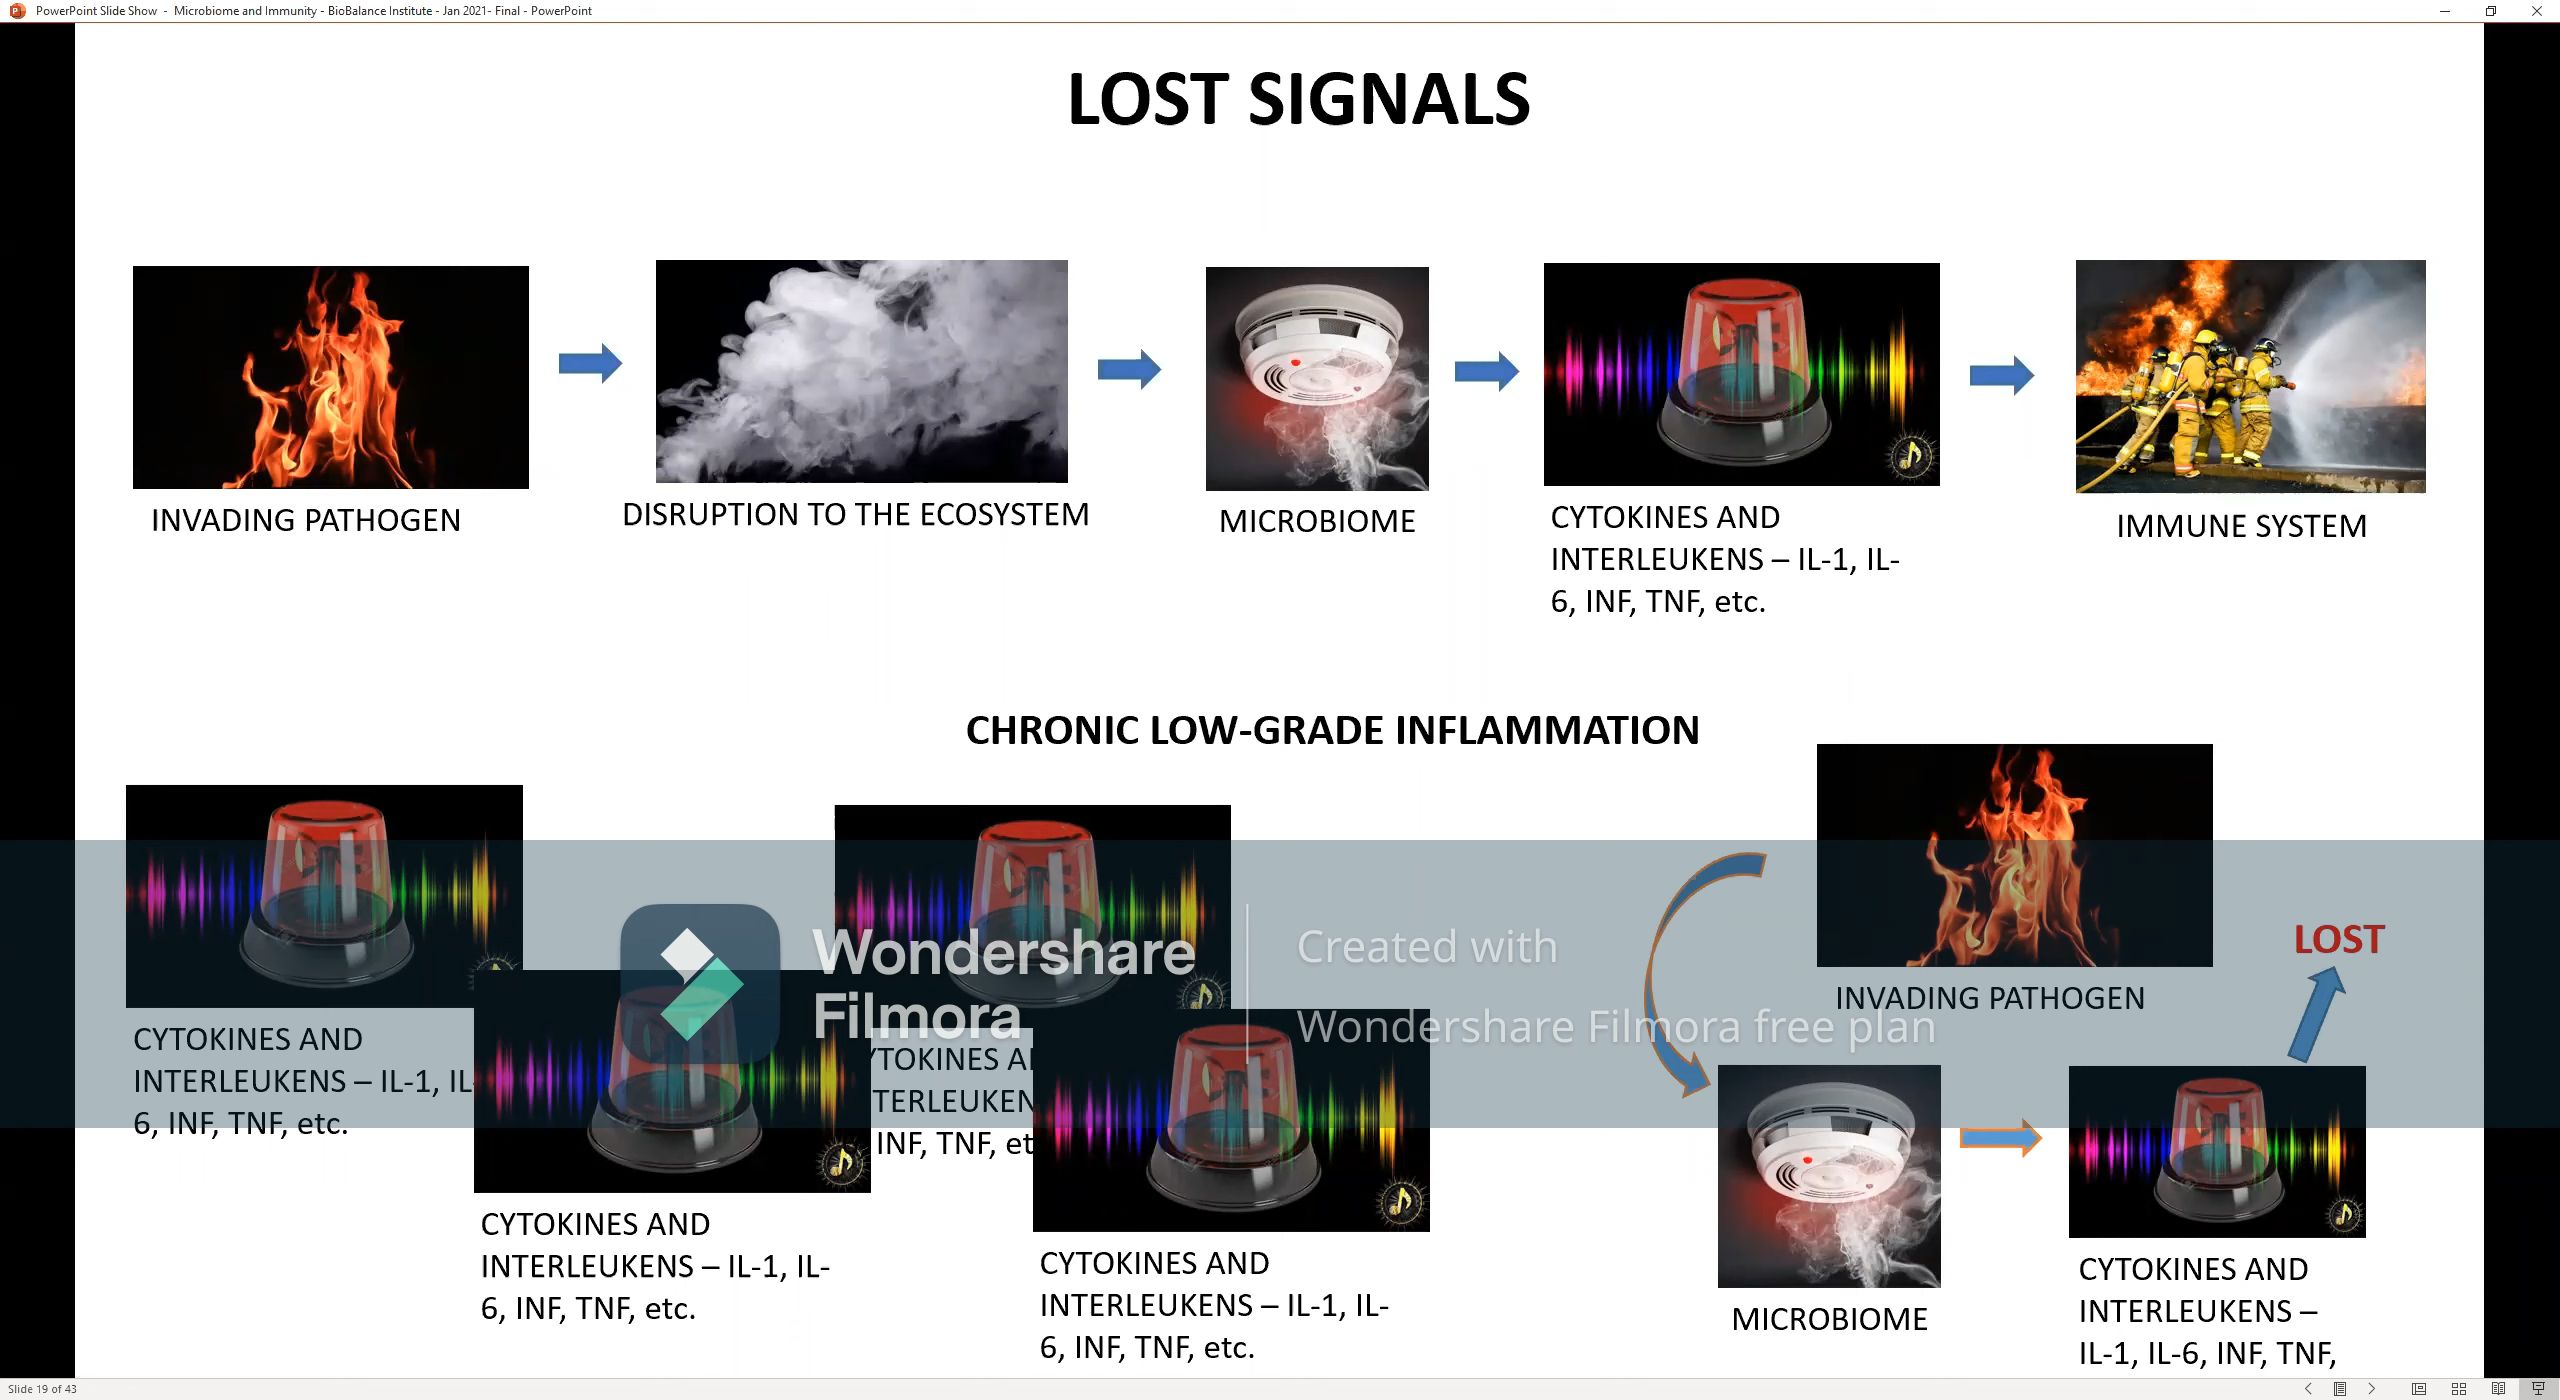 PowerPoint Slide Show - Microbiome and Immunity - BioBalance Institute - Jan 2021- Final - PowerPoint
LOST SIGNALS
INVADING PATHOGEN
DISRUPTION TO THE ECOSYSTEM
MICROBIOME
CYTOKINES AND
INTERLEUKENS – IL-1, IL-
6, INF, TNF, etc.
IMMUNE SYSTEM
CHRONIC LOW-GRADE INFLAMMATION
CYTOKINES AND
INTERLEUKENS – IL-1, IL-
6, INF, TNF, etc.
CYTOKINES AND
INTERLEUKENS – IL-1, IL-
6, INF, TNF, etc.
INF, TNF,
CYTOKINES AND
INTERLEUKENS – IL-1, IL-
6, INF, TNF, etc.
Wondershare
Filmora
Created with
Wondershare Filmora free plan
INVADING PATHOGEN
LOST
MICROBIOME
CYTOKINES AND
INTERLEUKENS –
IL-1, IL-6, INF, TNF,
Slide 19 of 43